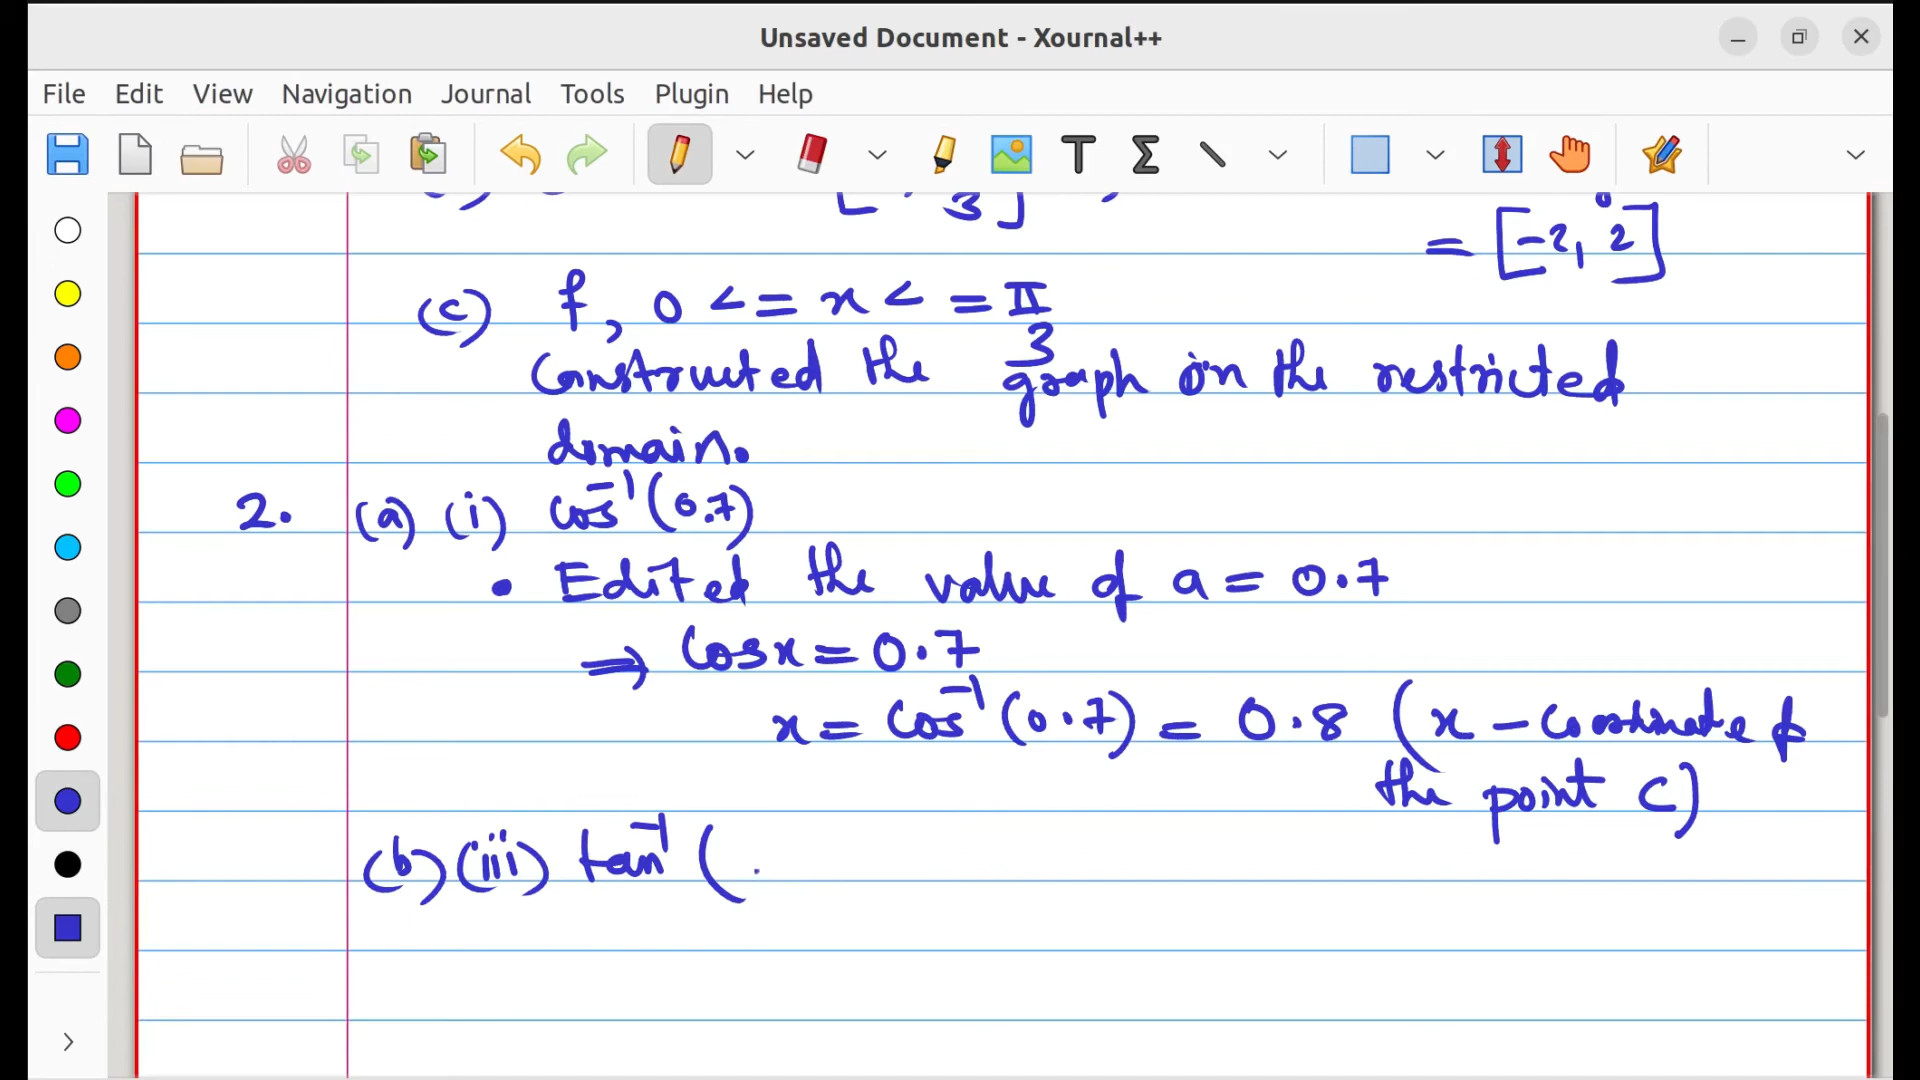 Unsaved Document - Xournal++
File Edit View Navigation Journal Tools Plugin Help
3
= [-2, 2]
(c) f, 0 <= x <= π/3
Constructed the graph on the restricted
domain.
2. (a) (i) cos⁻¹(0.7)
• Edited the value of a = 0.7
⇒ cos x = 0.7
x = cos⁻¹(0.7) = 0.8 (x - coordinate of
the point C)
(b) (iii) tan⁻¹ (